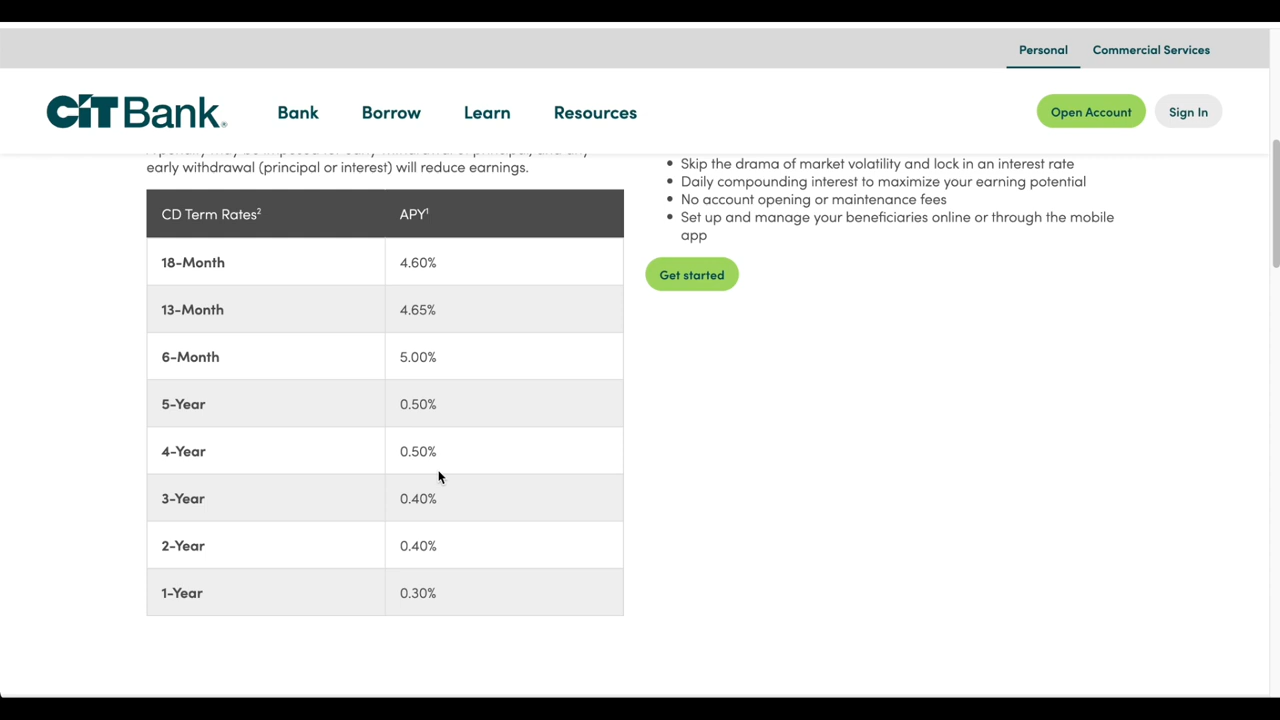 Personal Commercial Services
CIT Bank® Bank Borrow Learn Resources Open Account Sign In
early withdrawal (principal or interest) will reduce earnings.
CD Term Rates² APY¹
18-Month 4.60%
13-Month 4.65%
6-Month 5.00%
5-Year 0.50%
4-Year 0.50%
3-Year 0.40%
2-Year 0.40%
1-Year 0.30%
• Skip the drama of market volatility and lock in an interest rate
• Daily compounding interest to maximize your earning potential
• No account opening or maintenance fees
• Set up and manage your beneficiaries online or through the mobile
app
Get started